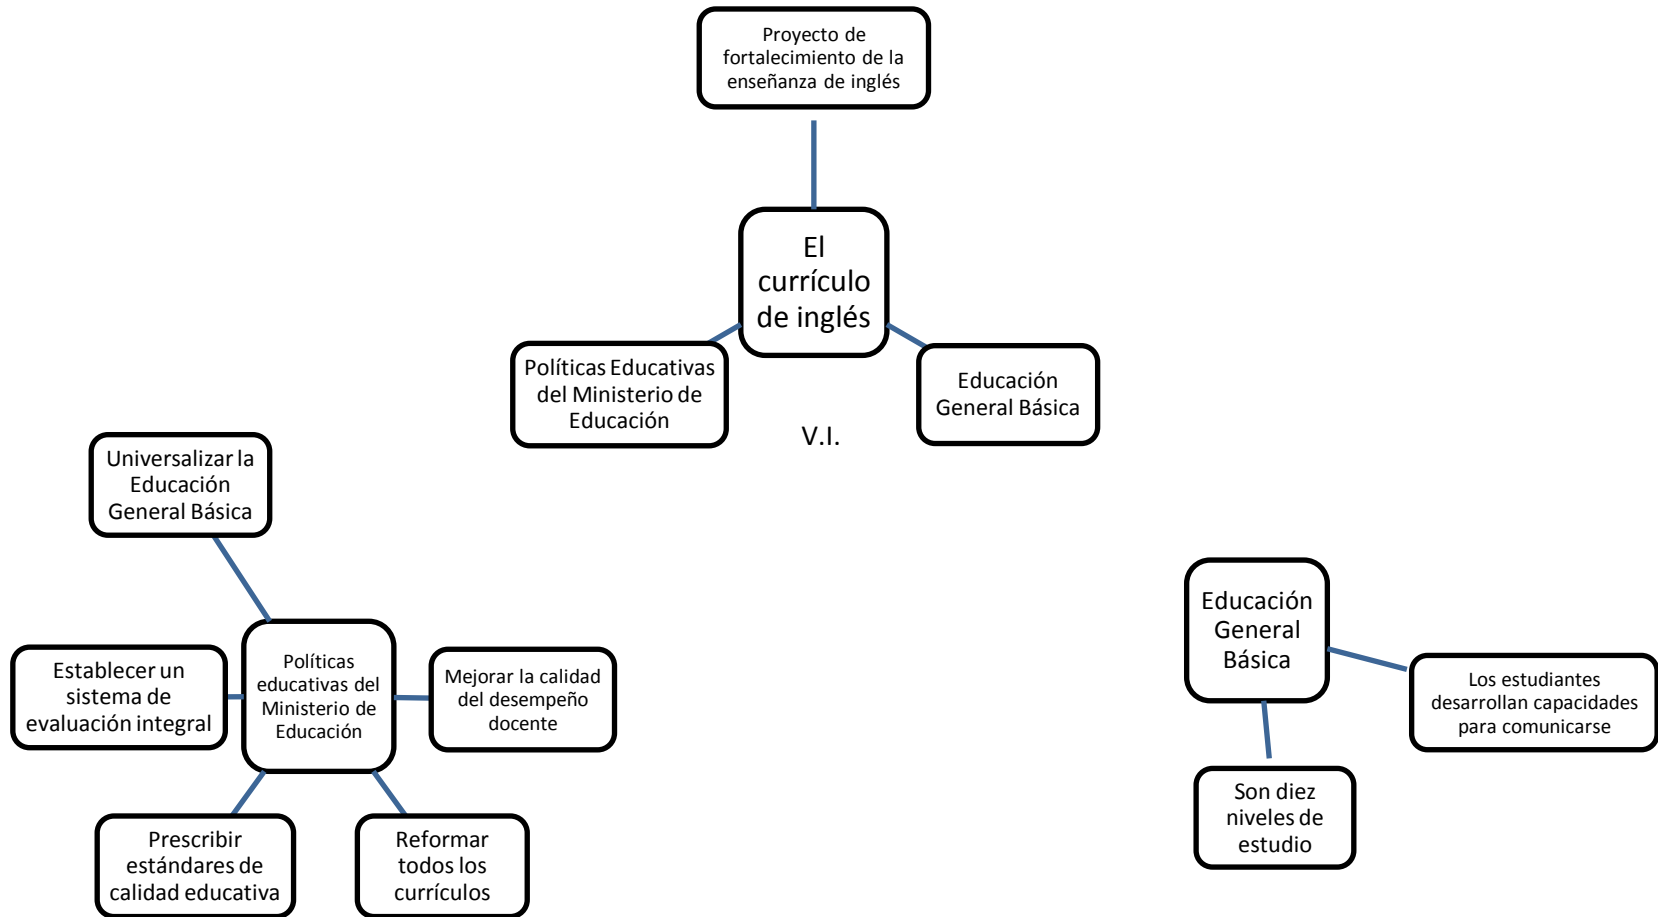 Proyecto de
fortalecimiento de la
enseñanza de inglés
El
currículo
de inglés
Políticas Educativas
del Ministerio de
Educación
Educación
General Básica
V.I.
Universalizar la
Educación
General Básica
Establecer un
sistema de
evaluación integral
Políticas
educativas del
Ministerio de
Educación
Mejorar la calidad
del desempeño
docente
Prescribir
estándares de
calidad educativa
Reformar
todos los
currículos
Educación
General
Básica
Los estudiantes
desarrollan capacidades
para comunicarse
Son diez
niveles de
estudio